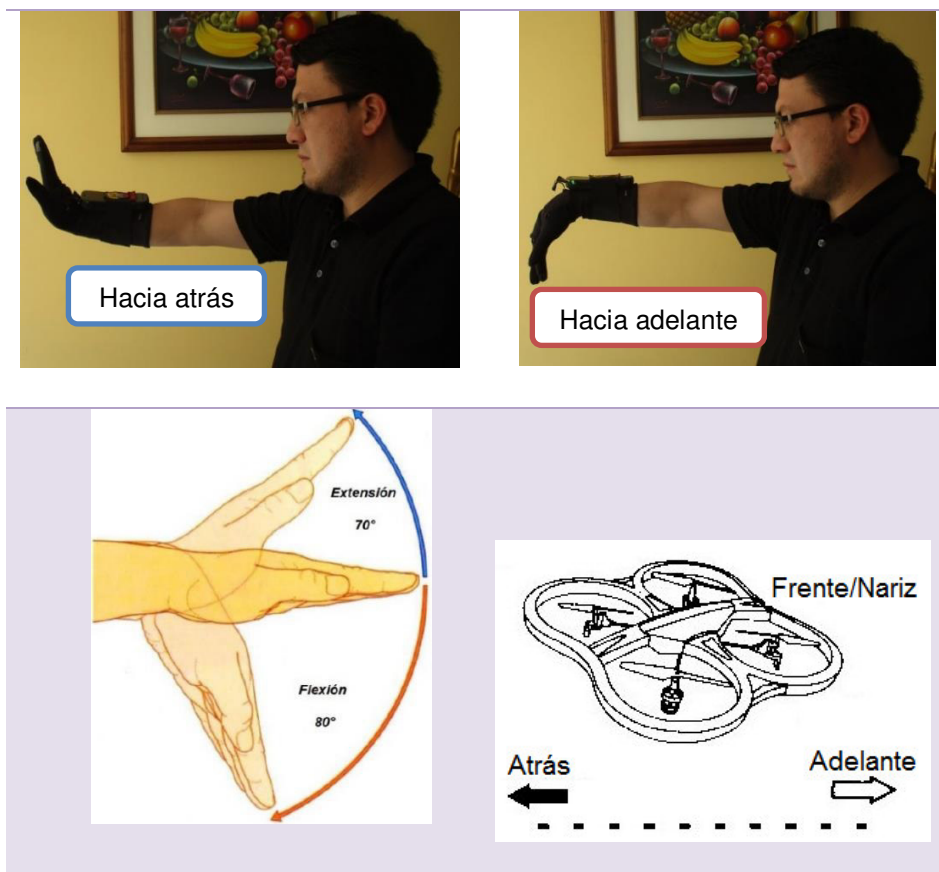 Hacia atrás
Hacia adelante
Extensión
70°
Flexión
80°
Frente/Nariz
Atrás
Adelante